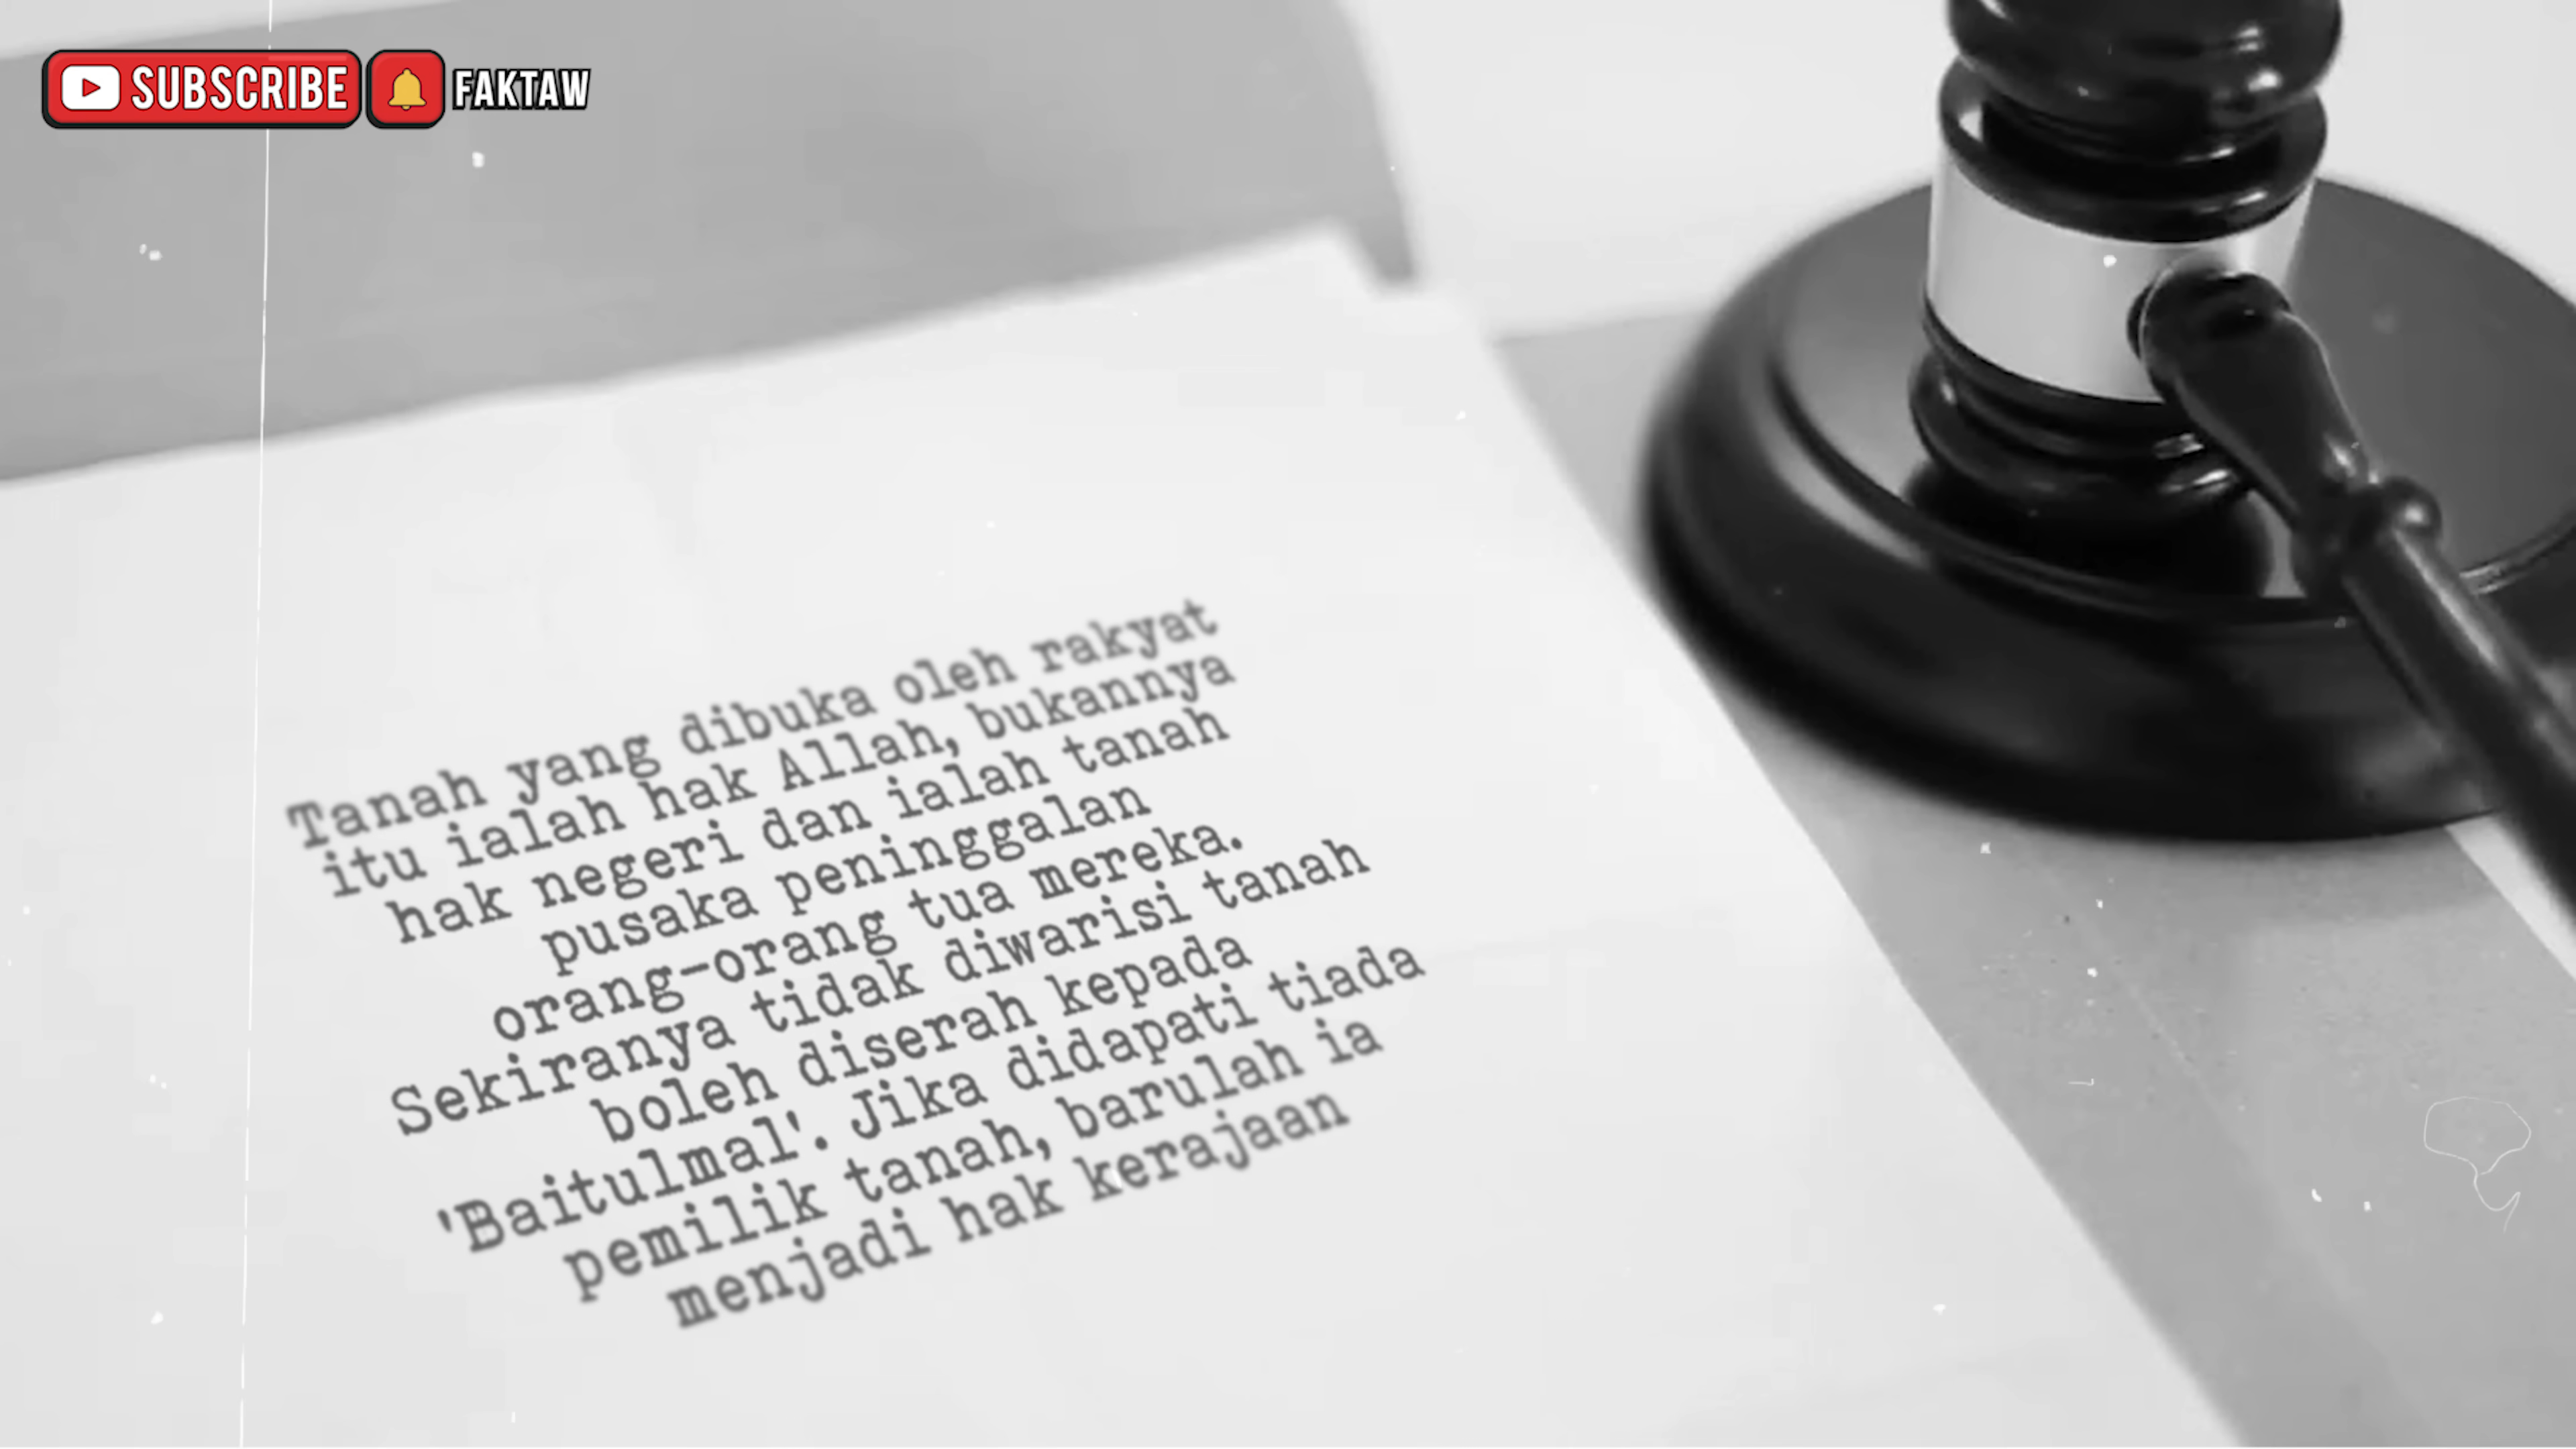 SUBSCRIBE FAKTAW
Tanah yang dibuka oleh rakyat
itu ialah hak Allah, bukannya
hak negeri dan ialah tanah
pusaka peninggalan
orang-orang tua mereka.
Sekiranya tidak diwarisi tanah
boleh diserah kepada
'Baitulmal'. Jika didapati tiada
pemilik tanah, barulah ia
menjadi hak kerajaan